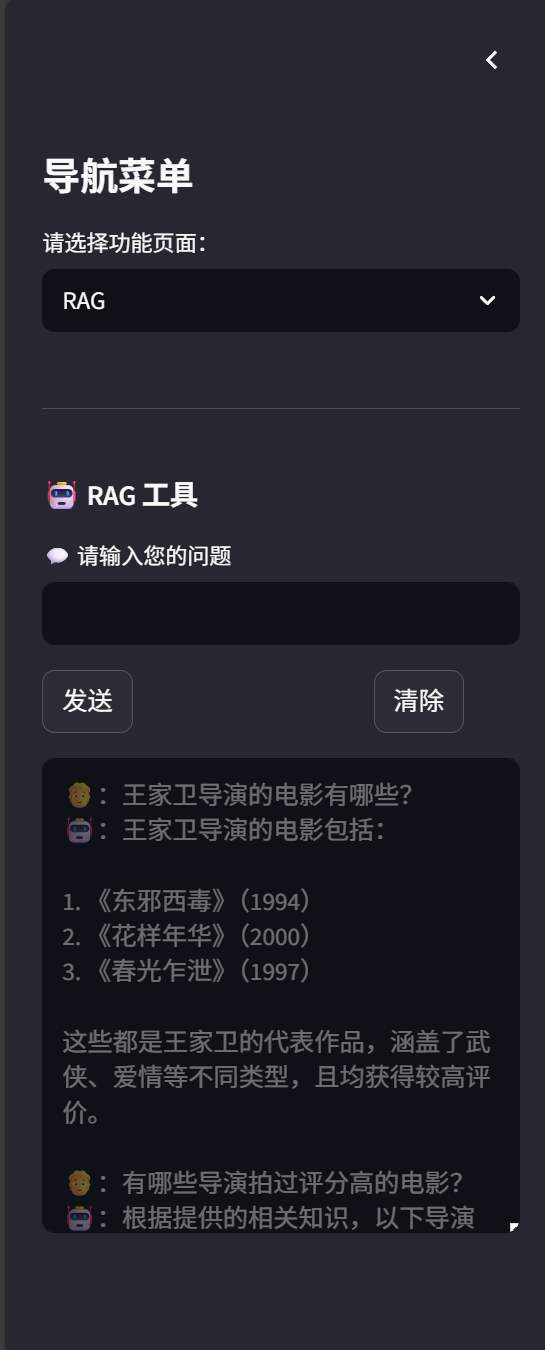 导航菜单
请选择功能页面：
RAG
RAG 工具
请输入您的问题
发送
清除
：王家卫导演的电影有哪些？
：王家卫导演的电影包括：
1. 《东邪西毒》（1994）
2. 《花样年华》（2000）
3. 《春光乍泄》（1997）
这些都是王家卫的代表作品，涵盖了武
侠、爱情等不同类型，且均获得较高评
价。
：有哪些导演拍过评分高的电影？
：根据提供的相关知识，以下导演